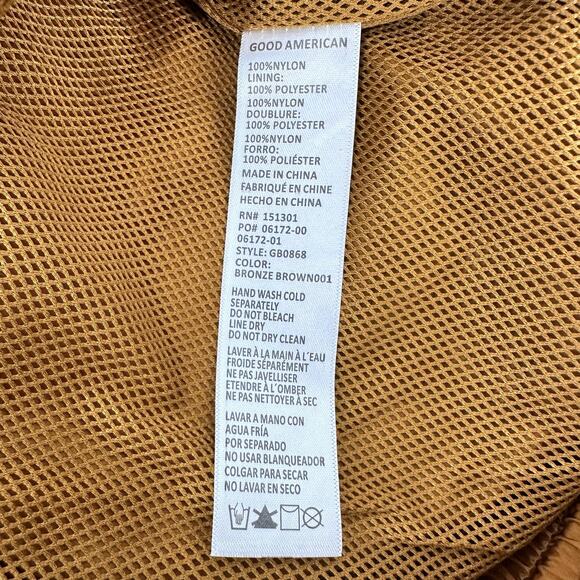 GOOD AMERICAN
100%NYLON
LINING:
100% POLYESTER
100%NYLON
DOUBLURE:
100% POLYESTER
100%NYLON
FORRO:
100% POLIÉSTER
MADE IN CHINA
FABRIQUÉ EN CHINE
HECHO EN CHINA
RN# 151301
PO# 06172-00
06172-01
STYLE: GB0868
COLOR:
BRONZE BROWN001
HAND WASH COLD
SEPARATELY
DO NOT BLEACH
LINE DRY
DO NOT DRY CLEAN
LAVER À LA MAIN À L'EAU
FROIDE SÉPARÉMENT
NE PAS JAVELLISER
ETENDRE À L'OMBER
NE PAS NETTOYER À SEC
LAVAR A MANO CON
AGUA FRÍA
POR SEPARADO
NO USAR BLANQUEADOR
COLGAR PARA SECAR
NO LAVAR EN SECO